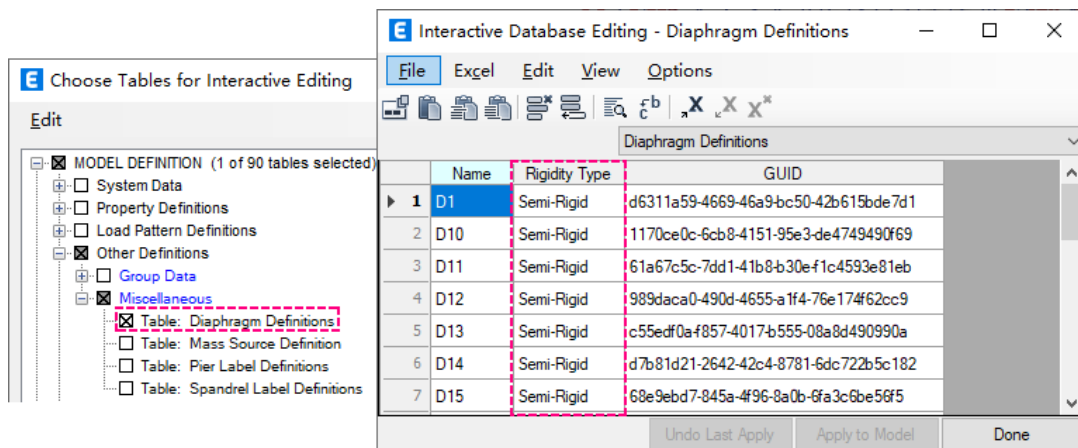 Choose Tables for Interactive Editing
Edit
MODEL DEFINITION (1 of 90 tables selected)
System Data
Property Definitions
Load Pattern Definitions
Other Definitions
Group Data
Miscellaneous
Table: Diaphragm Definitions
Table: Mass Source Definition
Table: Pier Label Definitions
Table: Spandrel Label Definitions
Interactive Database Editing - Diaphragm Definitions
File Excel Edit View Options
Diaphragm Definitions
Name Rigidity Type GUID
1 D1 Semi-Rigid d6311a59-4669-46a9-bc50-42b615bde7d1
2 D10 Semi-Rigid 1170ce0c-6cb8-4151-95e3-de4749490f69
3 D11 Semi-Rigid 61a67c5c-7dd1-41b8-b30e-f1c4593e81eb
4 D12 Semi-Rigid 989daca0-490d-4655-a1f4-76e174f62cc9
5 D13 Semi-Rigid c55edf0a-f857-4017-b555-08a8d490990a
6 D14 Semi-Rigid d7b81d21-2642-42c4-8781-6dc722b5c182
7 D15 Semi-Rigid 68e9ebd7-845a-4f96-8a0b-6fa3c6be56f5
Undo Last Apply Apply to Model Done